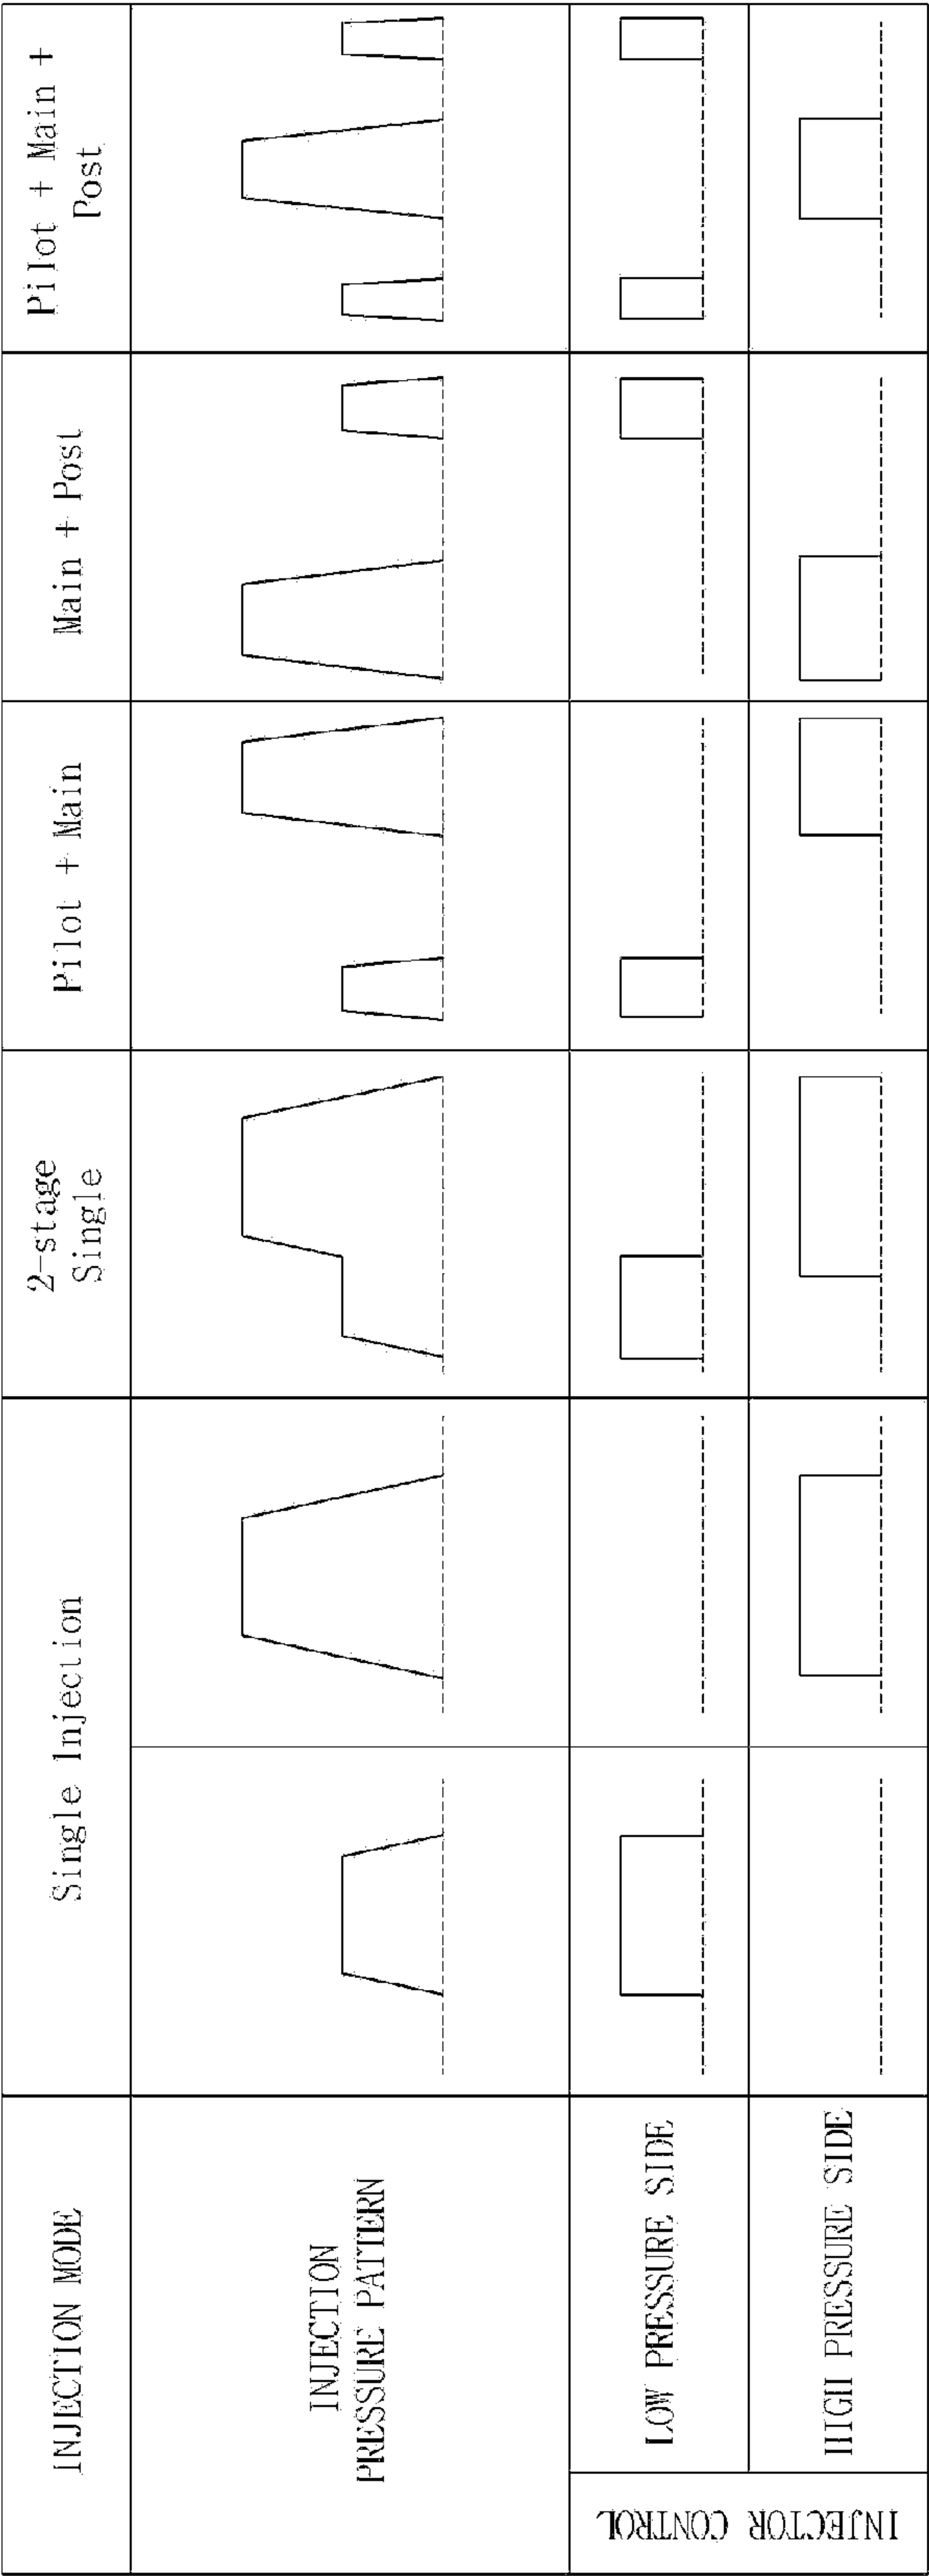 INJECTION MODE
Single Injection
2-stage
Single
Pilot + Main
Main + Post
Pilot + Main +
Post
INJECTION
PRESSURE PATTERN
INJECTOR CONTROL
LOW PRESSURE SIDE
HIGH PRESSURE SIDE